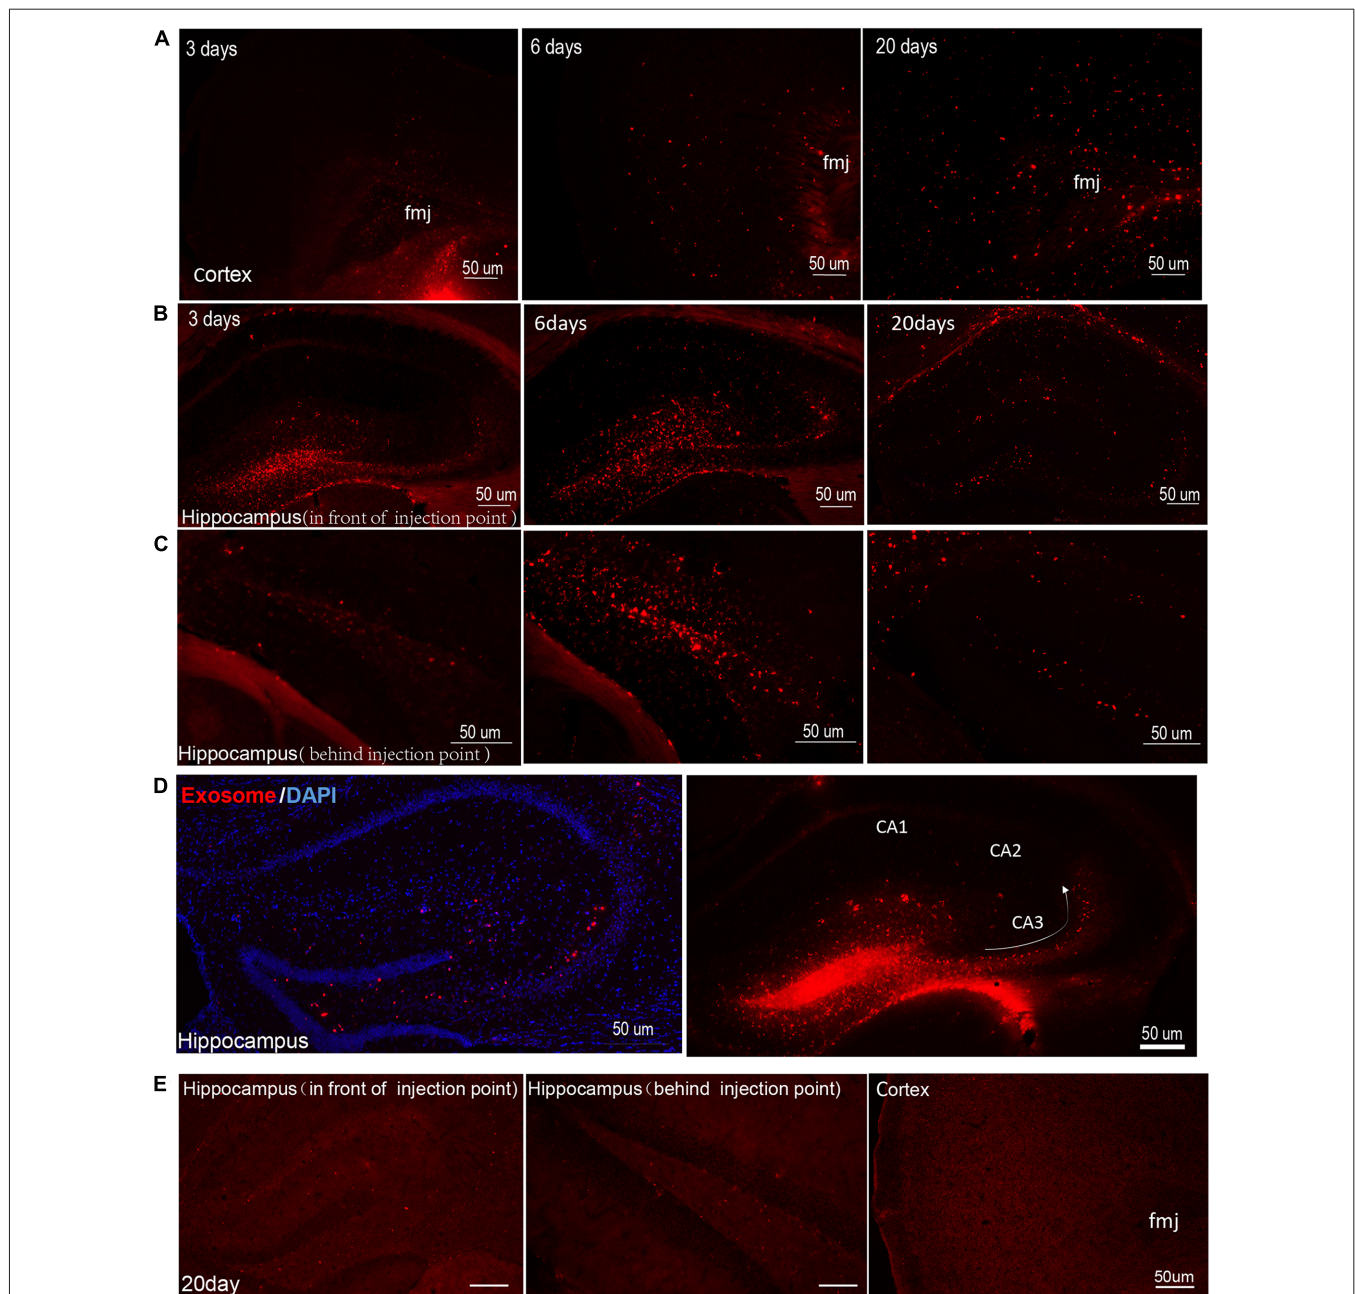 A
3 days
6 days
20 days
fmj
fmj
fmj
Cortex
50 um
50 um
50 um
B
3 days
6days
20days
50 um
50 um
50 um
Hippocampus(in front of injection point)
C
50 um
50 um
50 um
Hippocampus( behind injection point)
D
Exosome/DAPI
CA1
CA2
CA3
Hippocampus
50 um
50 um
E
Hippocampus(in front of injection point)
Hippocampus(behind injection point)
Cortex
fmj
20day
50um